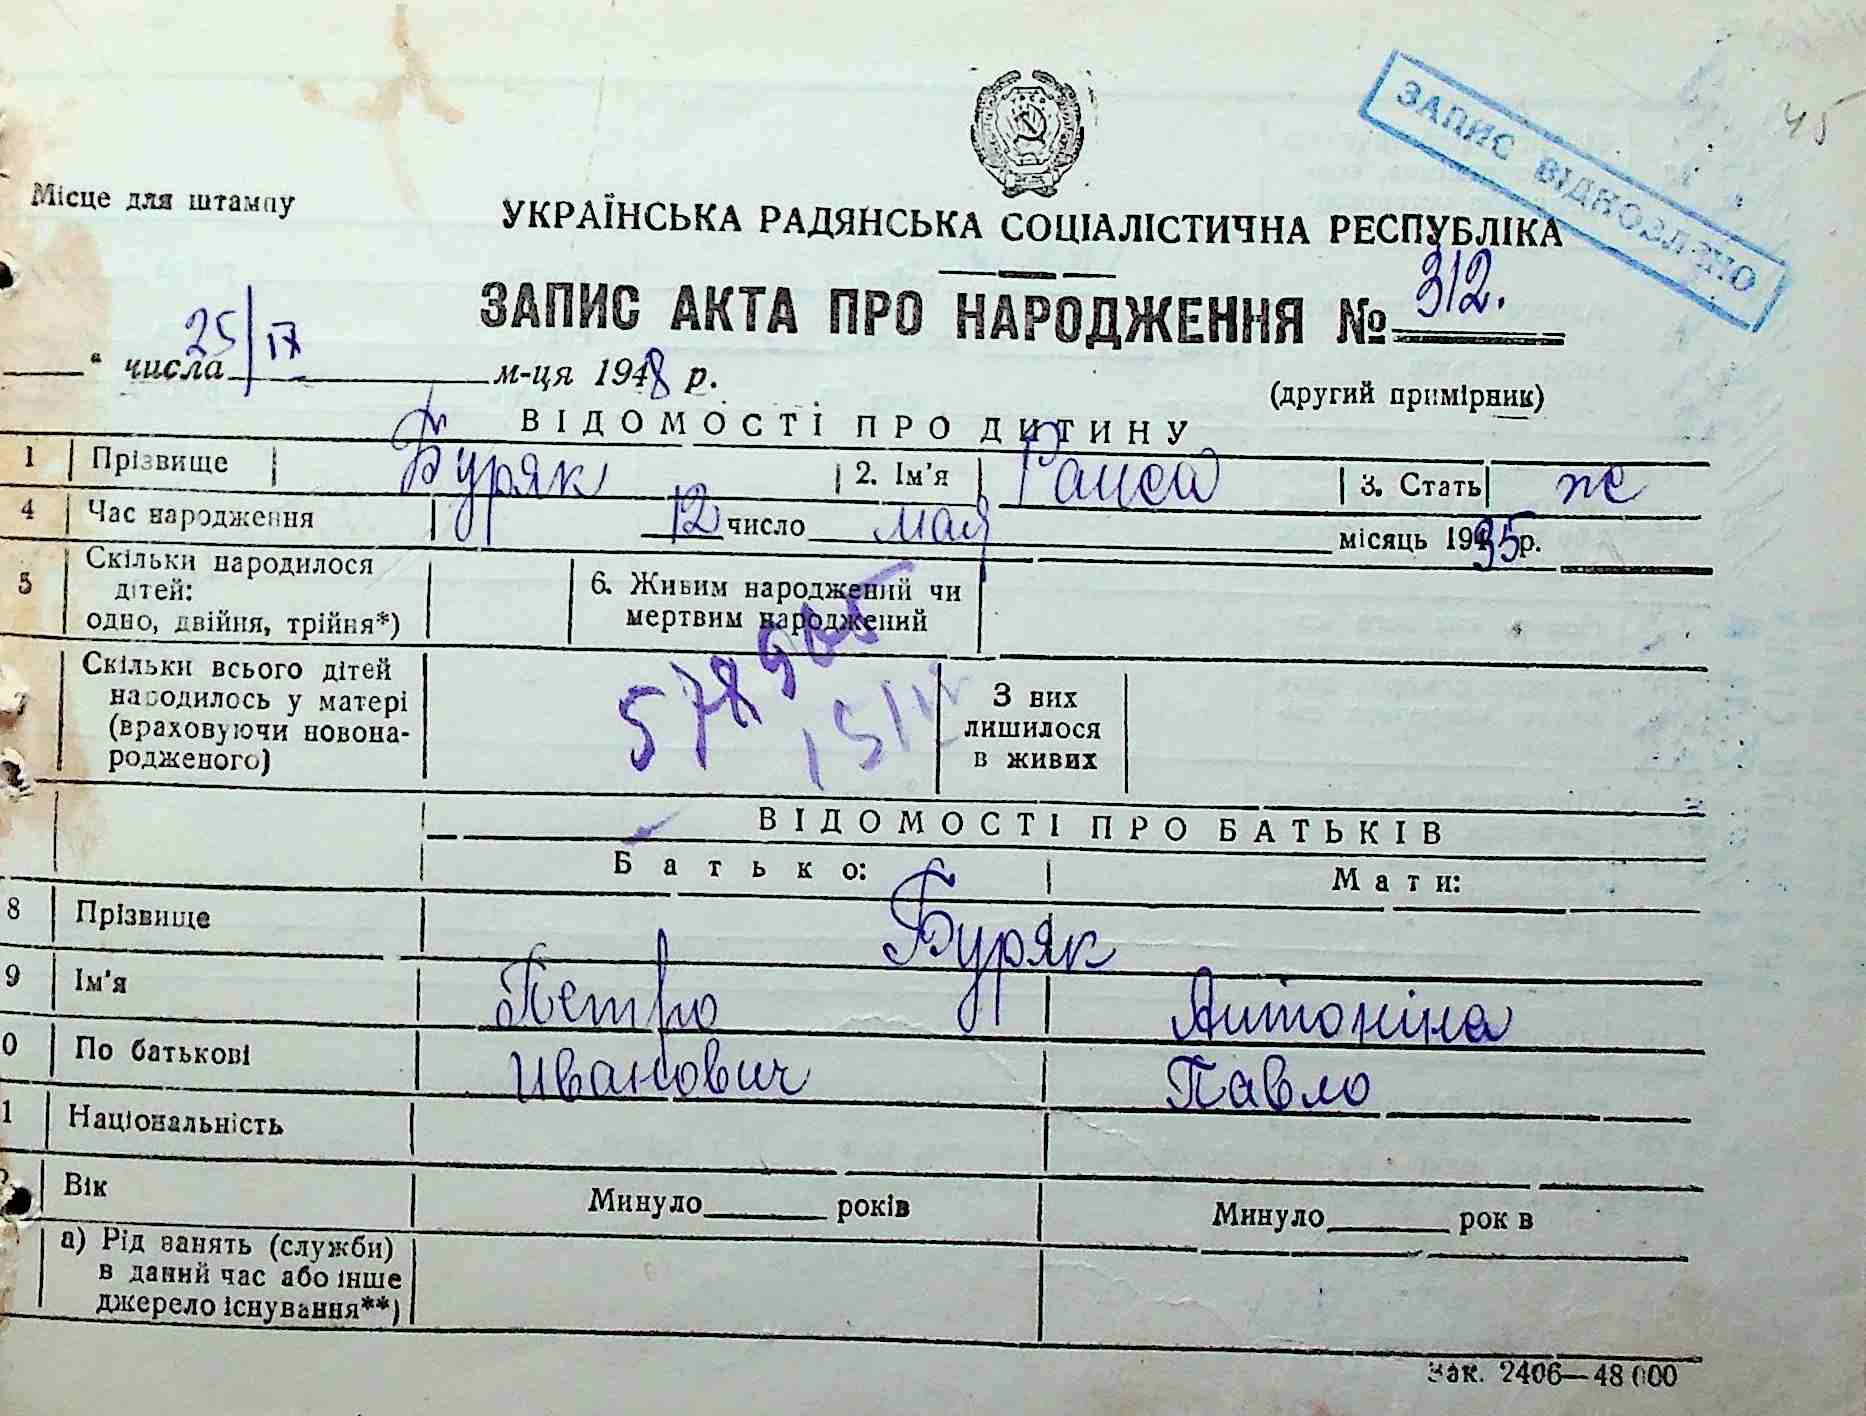 45
ЗАПИС ВІДНОВЛЕНО
Місце для штампу
УКРАЇНСЬКА РАДЯНСЬКА СОЦІАЛІСТИЧНА РЕСПУБЛІКА
ЗАПИС АКТА ПРО НАРОДЖЕННЯ № 312.
" числа 25/IX м-ця 1948 р.
(другий примірник)
ВІДОМОСТІ ПРО ДИТИНУ
1 Прізвище Буряк 2. Ім'я Раиса 3. Стать ж
4 Час народження 12 число мая місяць 1935 р.
5 Скільки народилося
дітей:
одно, двійня, трійня*)
6. Живим народжений чи
мертвим народжений
Скільки всього дітей
народилось у матері
(враховуючи новона-
родженого)
З них
лишилося
в живих
ВІДОМОСТІ ПРО БАТЬКІВ
Батько: Мати:
8 Прізвище Буряк
9 Ім'я Петро Антоніна
0 По батькові Иванович Павло
1 Національність
Вік Минуло років Минуло рок в
а) Рід занять (служби)
в даний час або інше
джерело існування**)
Зак. 2406—48 000